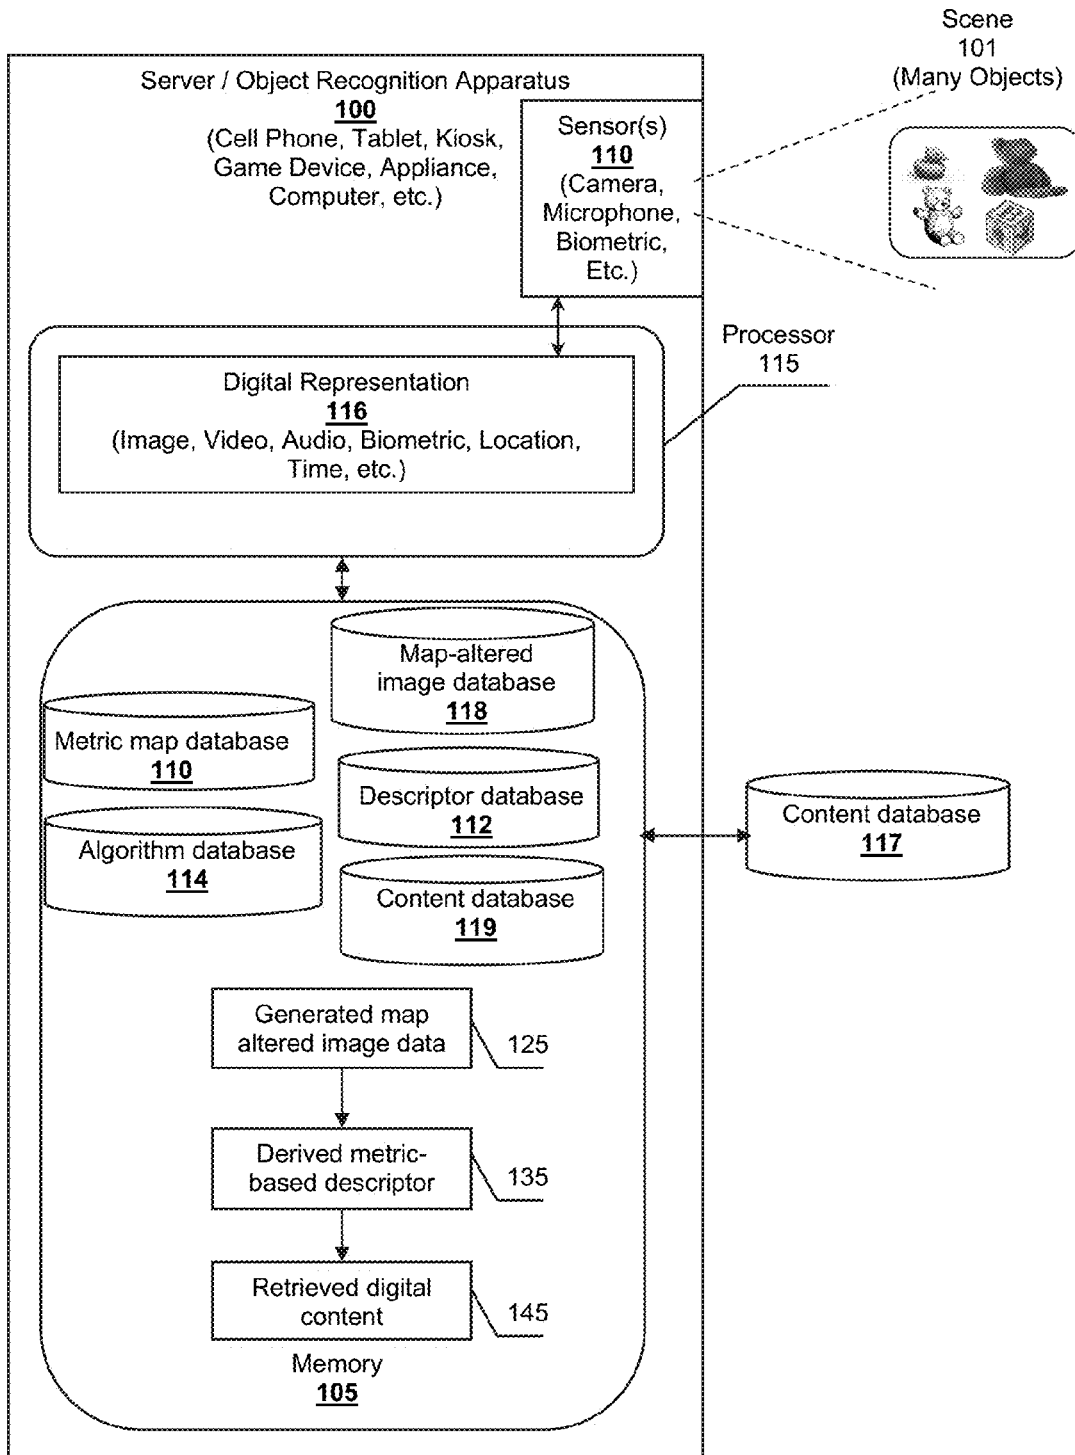 Scene
101
(Many Objects)
Server / Object Recognition Apparatus
100
(Cell Phone, Tablet, Kiosk,
Game Device, Appliance,
Computer, etc.)
Sensor(s)
110
(Camera,
Microphone,
Biometric,
Etc.)
Processor
115
Digital Representation
116
(Image, Video, Audio, Biometric, Location,
Time, etc.)
Map-altered
image database
118
Metric map database
110
Descriptor database
112
Algorithm database
114
Content database
119
Content database
117
Generated map
altered image data
125
Derived metric-
based descriptor
135
Retrieved digital
content
145
Memory
105